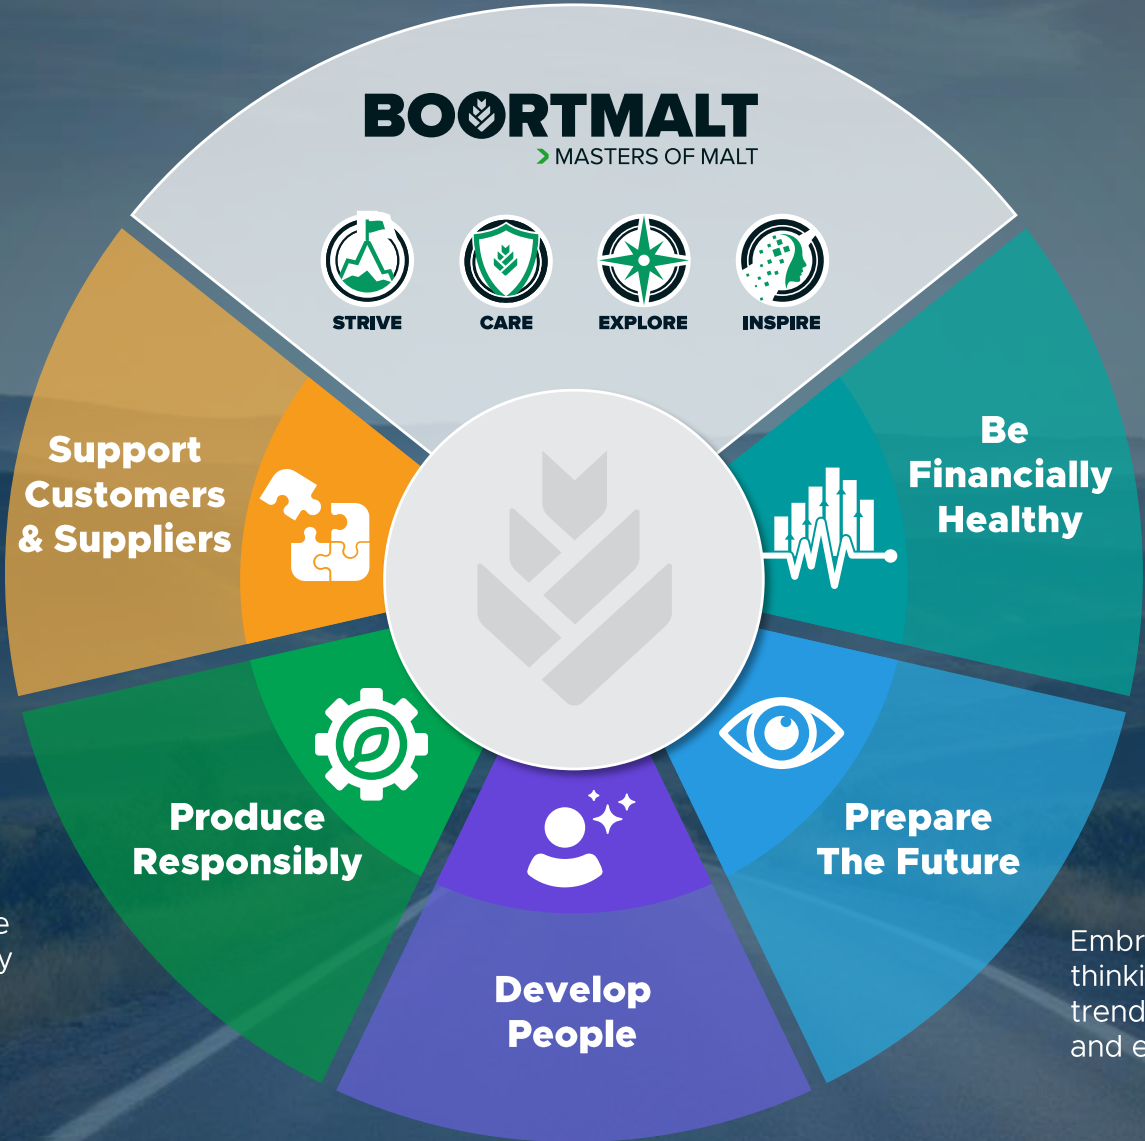 BOORTMALT
MASTERS OF MALT
STRIVE
CARE
EXPLORE
INSPIRE
Support
Customers
& Suppliers
Be
Financially
Healthy
Produce
Responsibly
Prepare
The Future
Develop
People